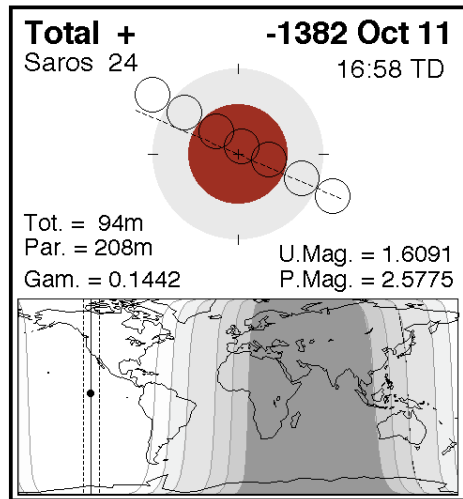 Total + -1382 Oct 11
Saros 24 16:58 TD
Tot. = 94m
Par. = 208m
Gam. = 0.1442
U.Mag. = 1.6091
P.Mag. = 2.5775